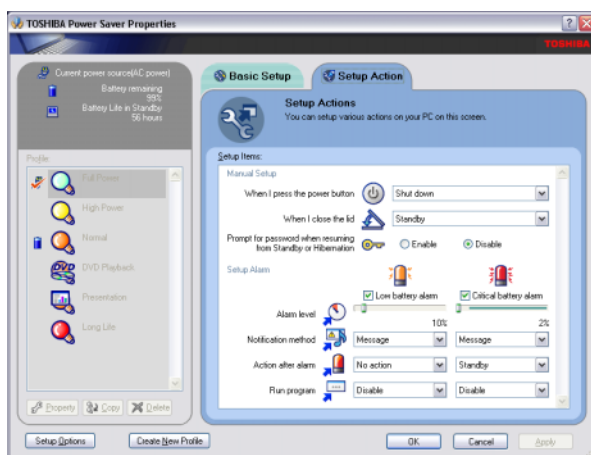 TOSHIBA Power Saver Properties
TOSHIBA
Current power source(AC power)
Battery remaining
99%
Battery Life in Standby
56 hours
Profile
Full Power
High Power
Normal
DVD Playback
Presentation
Long Life
Property Copy Delete
Basic Setup Setup Action
Setup Actions
You can setup various actions on your PC on this screen.
Setup Items:
Manual Setup
When I press the power button Shut down
When I close the lid Standby
Prompt for password when resuming
from Standby or Hibernation Enable Disable
Setup Alarm
Low battery alarm Critical battery alarm
Alarm level
10% 2%
Notification method Message Message
Action after alarm No action Standby
Run program Disable Disable
Setup Options Create New Profile OK Cancel Apply